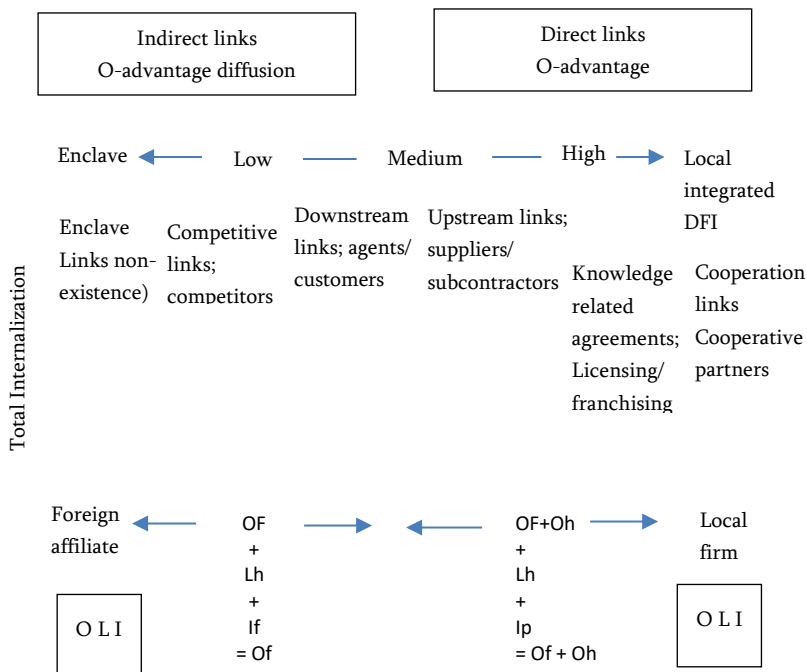 Indirect links
O-advantage diffusion
Direct links
O-advantage
Enclave
Low
Medium
High
Local
integrated
DFI
Enclave
Links non-
existence)
Competitive
links;
competitors
Downstream
links; agents/
customers
Upstream links;
suppliers/
subcontractors
Knowledge
related
agreements;
Licensing/
franchising
Cooperation
links
Cooperative
partners
Total Internalization
Foreign
affiliate
OF
+
Lh
+
If
= Of
OF+Oh
+
Lh
+
Ip
= Of + Oh
Local
firm
O L I
O L I